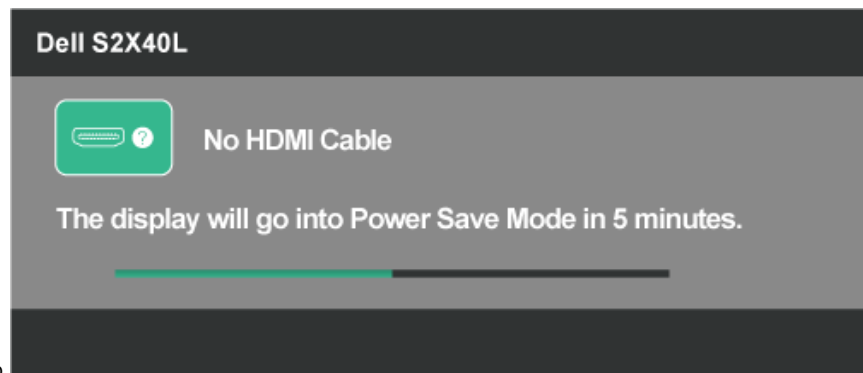 Dell S2X40L
?
No HDMI Cable
The display will go into Power Save Mode in 5 minutes.